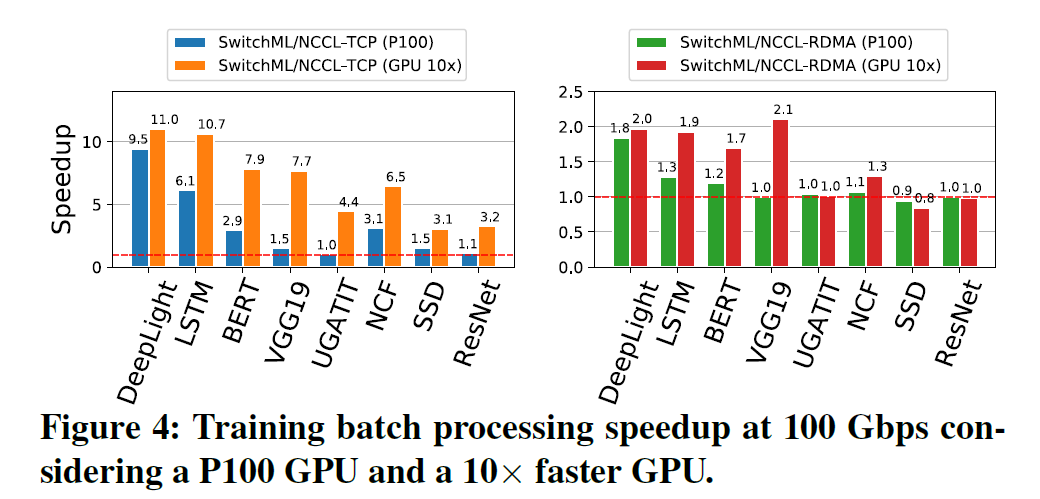 SwitchML/NCCL-TCP (P100)
SwitchML/NCCL-TCP (GPU 10x)
Speedup
10
5
0
9.5
11.0
6.1
10.7
2.9
7.9
1.5
7.7
1.0
4.4
3.1
6.5
1.5
3.1
1.1
3.2
DeepLight
LSTM
BERT
VGG19
UGATIT
NCF
SSD
ResNet
SwitchML/NCCL-RDMA (P100)
SwitchML/NCCL-RDMA (GPU 10x)
2.5
2.0
1.5
1.0
0.5
0.0
1.8
2.0
1.3
1.9
1.2
1.7
1.0
2.1
1.0
1.0
1.1
1.3
0.9
0.8
1.0
1.0
DeepLight
LSTM
BERT
VGG19
UGATIT
NCF
SSD
ResNet
Figure 4: Training batch processing speedup at 100 Gbps con-
sidering a P100 GPU and a 10× faster GPU.